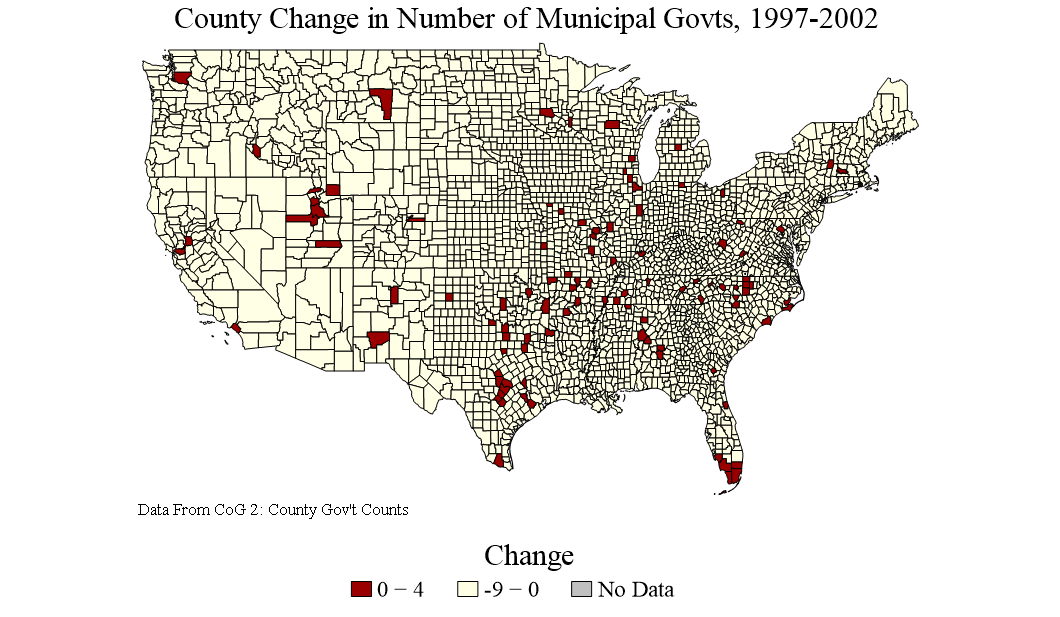 County Change in Number of Municipal Govts, 1997-2002
Data From CoG 2: County Gov't Counts
Change
0 − 4
-9 − 0
No Data